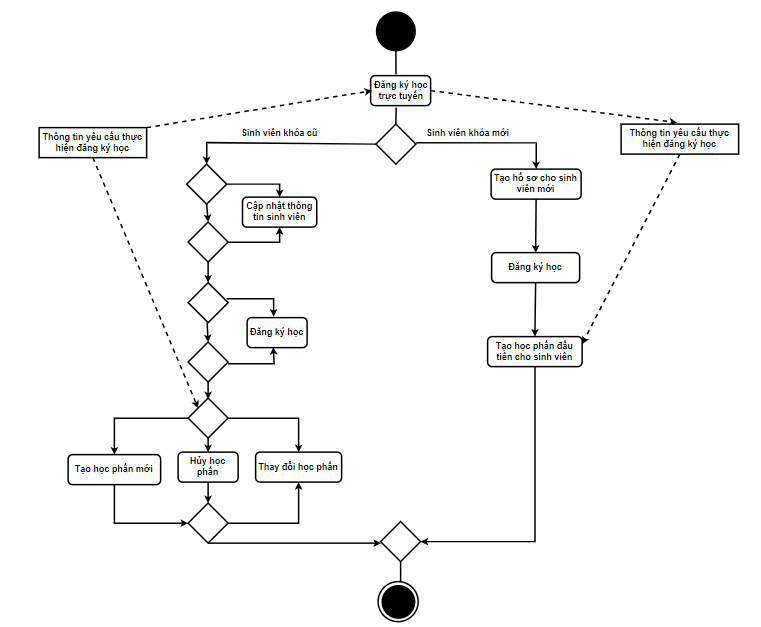 Đăng ký học
trực tuyến
Thông tin yêu cầu thực
hiện đăng ký học
Sinh viên khóa cũ
Sinh viên khóa mới
Thông tin yêu cầu thực
hiện đăng ký học
Tạo hồ sơ cho sinh
viên mới
Cập nhật thông
tin sinh viên
Đăng ký học
Đăng ký học
Tạo học phần đầu
tiên cho sinh viên
Tạo học phần mới
Hủy học
phần
Thay đổi học phần